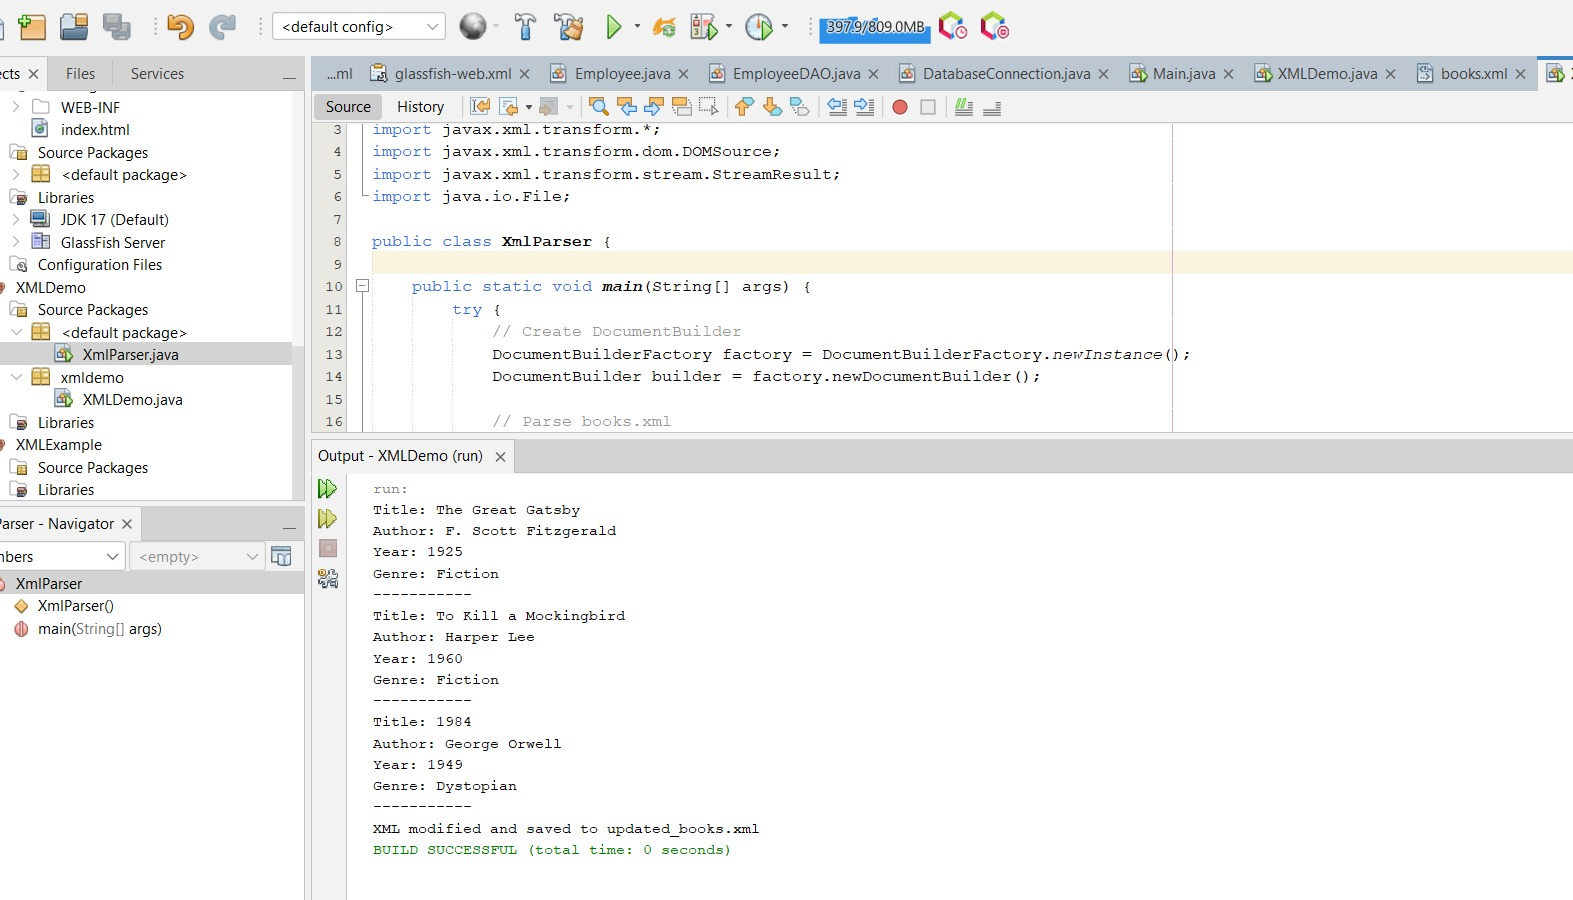 <default config>
397.9/809.0MB
ects
Files
Services
...ml
glassfish-web.xml
Employee.java
EmployeeDAO.java
DatabaseConnection.java
Main.java
XMLDemo.java
books.xml
Source
History
WEB-INF
index.html
Source Packages
<default package>
Libraries
JDK 17 (Default)
GlassFish Server
Configuration Files
XMLDemo
Source Packages
<default package>
XmlParser.java
xmldemo
XMLDemo.java
Libraries
XMLExample
Source Packages
Libraries
3 import javax.xml.transform.*;
4 import javax.xml.transform.dom.DOMSource;
5 import javax.xml.transform.stream.StreamResult;
6 import java.io.File;
7
8 public class XmlParser {
9
10 public static void main(String[] args) {
11 try {
12 // Create DocumentBuilder
13 DocumentBuilderFactory factory = DocumentBuilderFactory.newInstance();
14 DocumentBuilder builder = factory.newDocumentBuilder();
15
16 // Parse books.xml
arser - Navigator
nbers
<empty>
XmlParser
XmlParser()
main(String[] args)
Output - XMLDemo (run)
run:
Title: The Great Gatsby
Author: F. Scott Fitzgerald
Year: 1925
Genre: Fiction
-----------
Title: To Kill a Mockingbird
Author: Harper Lee
Year: 1960
Genre: Fiction
-----------
Title: 1984
Author: George Orwell
Year: 1949
Genre: Dystopian
-----------
XML modified and saved to updated_books.xml
BUILD SUCCESSFUL (total time: 0 seconds)